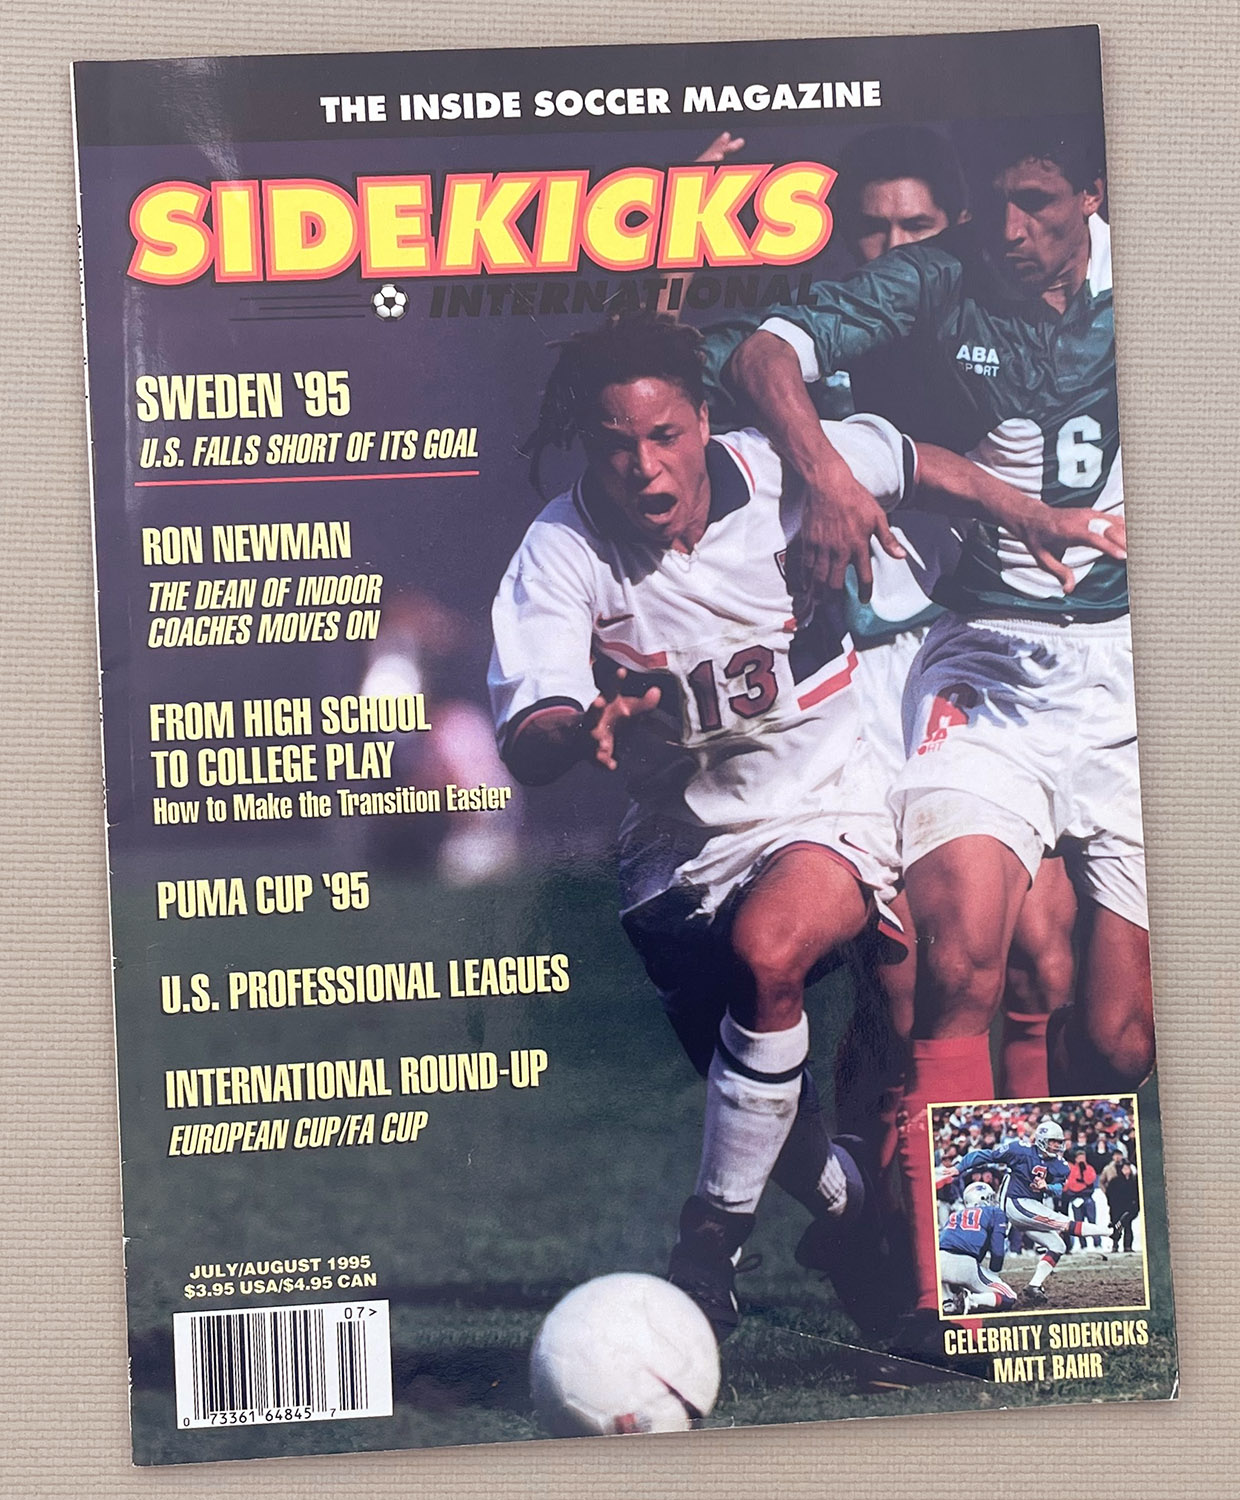 THE INSIDE SOCCER MAGAZINE
SIDEKICKS
INTERNATIONAL
SWEDEN '95
U.S. FALLS SHORT OF ITS GOAL
RON NEWMAN
THE DEAN OF INDOOR
COACHES MOVES ON
FROM HIGH SCHOOL
TO COLLEGE PLAY
How to Make the Transition Easier
PUMA CUP '95
U.S. PROFESSIONAL LEAGUES
INTERNATIONAL ROUND-UP
EUROPEAN CUP/FA CUP
JULY/AUGUST 1995
$3.95 USA/$4.95 CAN
07>
0 73361 64845 7
ABA
SPORT
6
13
CELEBRITY SIDEKICKS
MATT BAHR